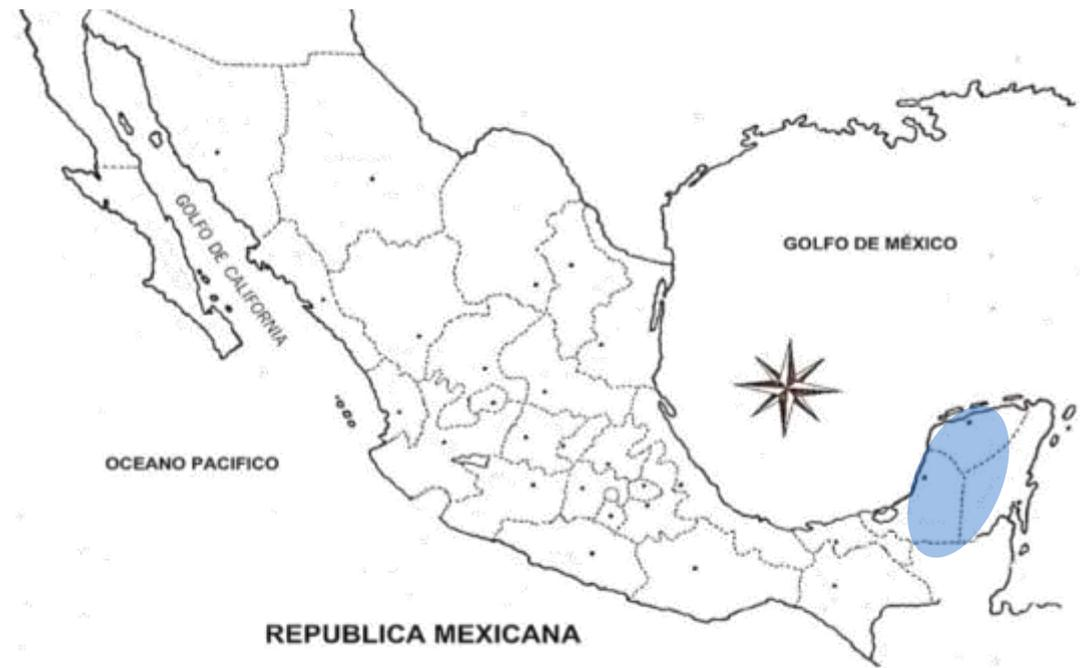 GOLFO DE CALIFORNIA
GOLFO DE MÉXICO
OCEANO PACIFICO
REPUBLICA MEXICANA